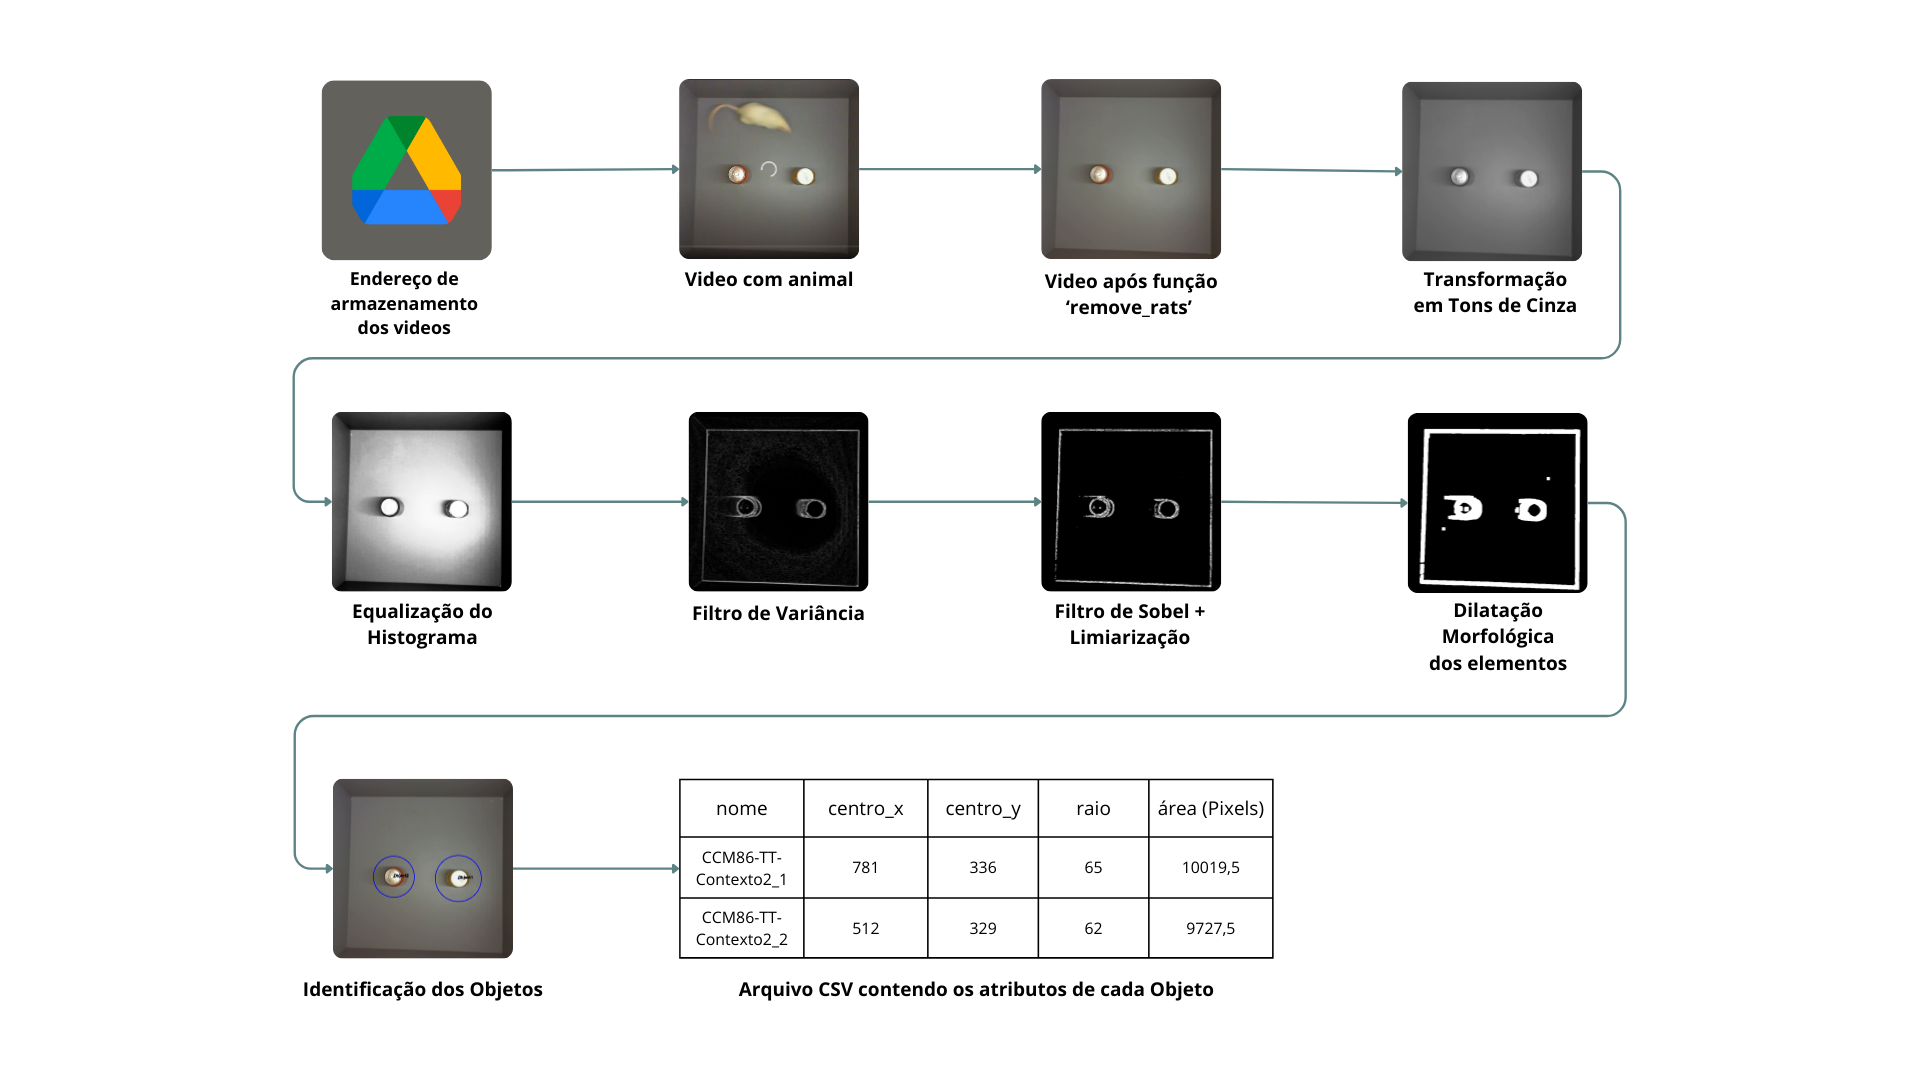 Endereço de
armazenamento
dos videos
Video com animal
Video após função
‘remove_rats’
Transformação
em Tons de Cinza
Equalização do
Histograma
Filtro de Variância
Filtro de Sobel +
Limiarização
Dilatação
Morfológica
dos elementos
Identificação dos Objetos
nome centro_x centro_y raio área (Pixels)
CCM86-TT-
Contexto2_1 781 336 65 10019,5
CCM86-TT-
Contexto2_2 512 329 62 9727,5
Arquivo CSV contendo os atributos de cada Objeto